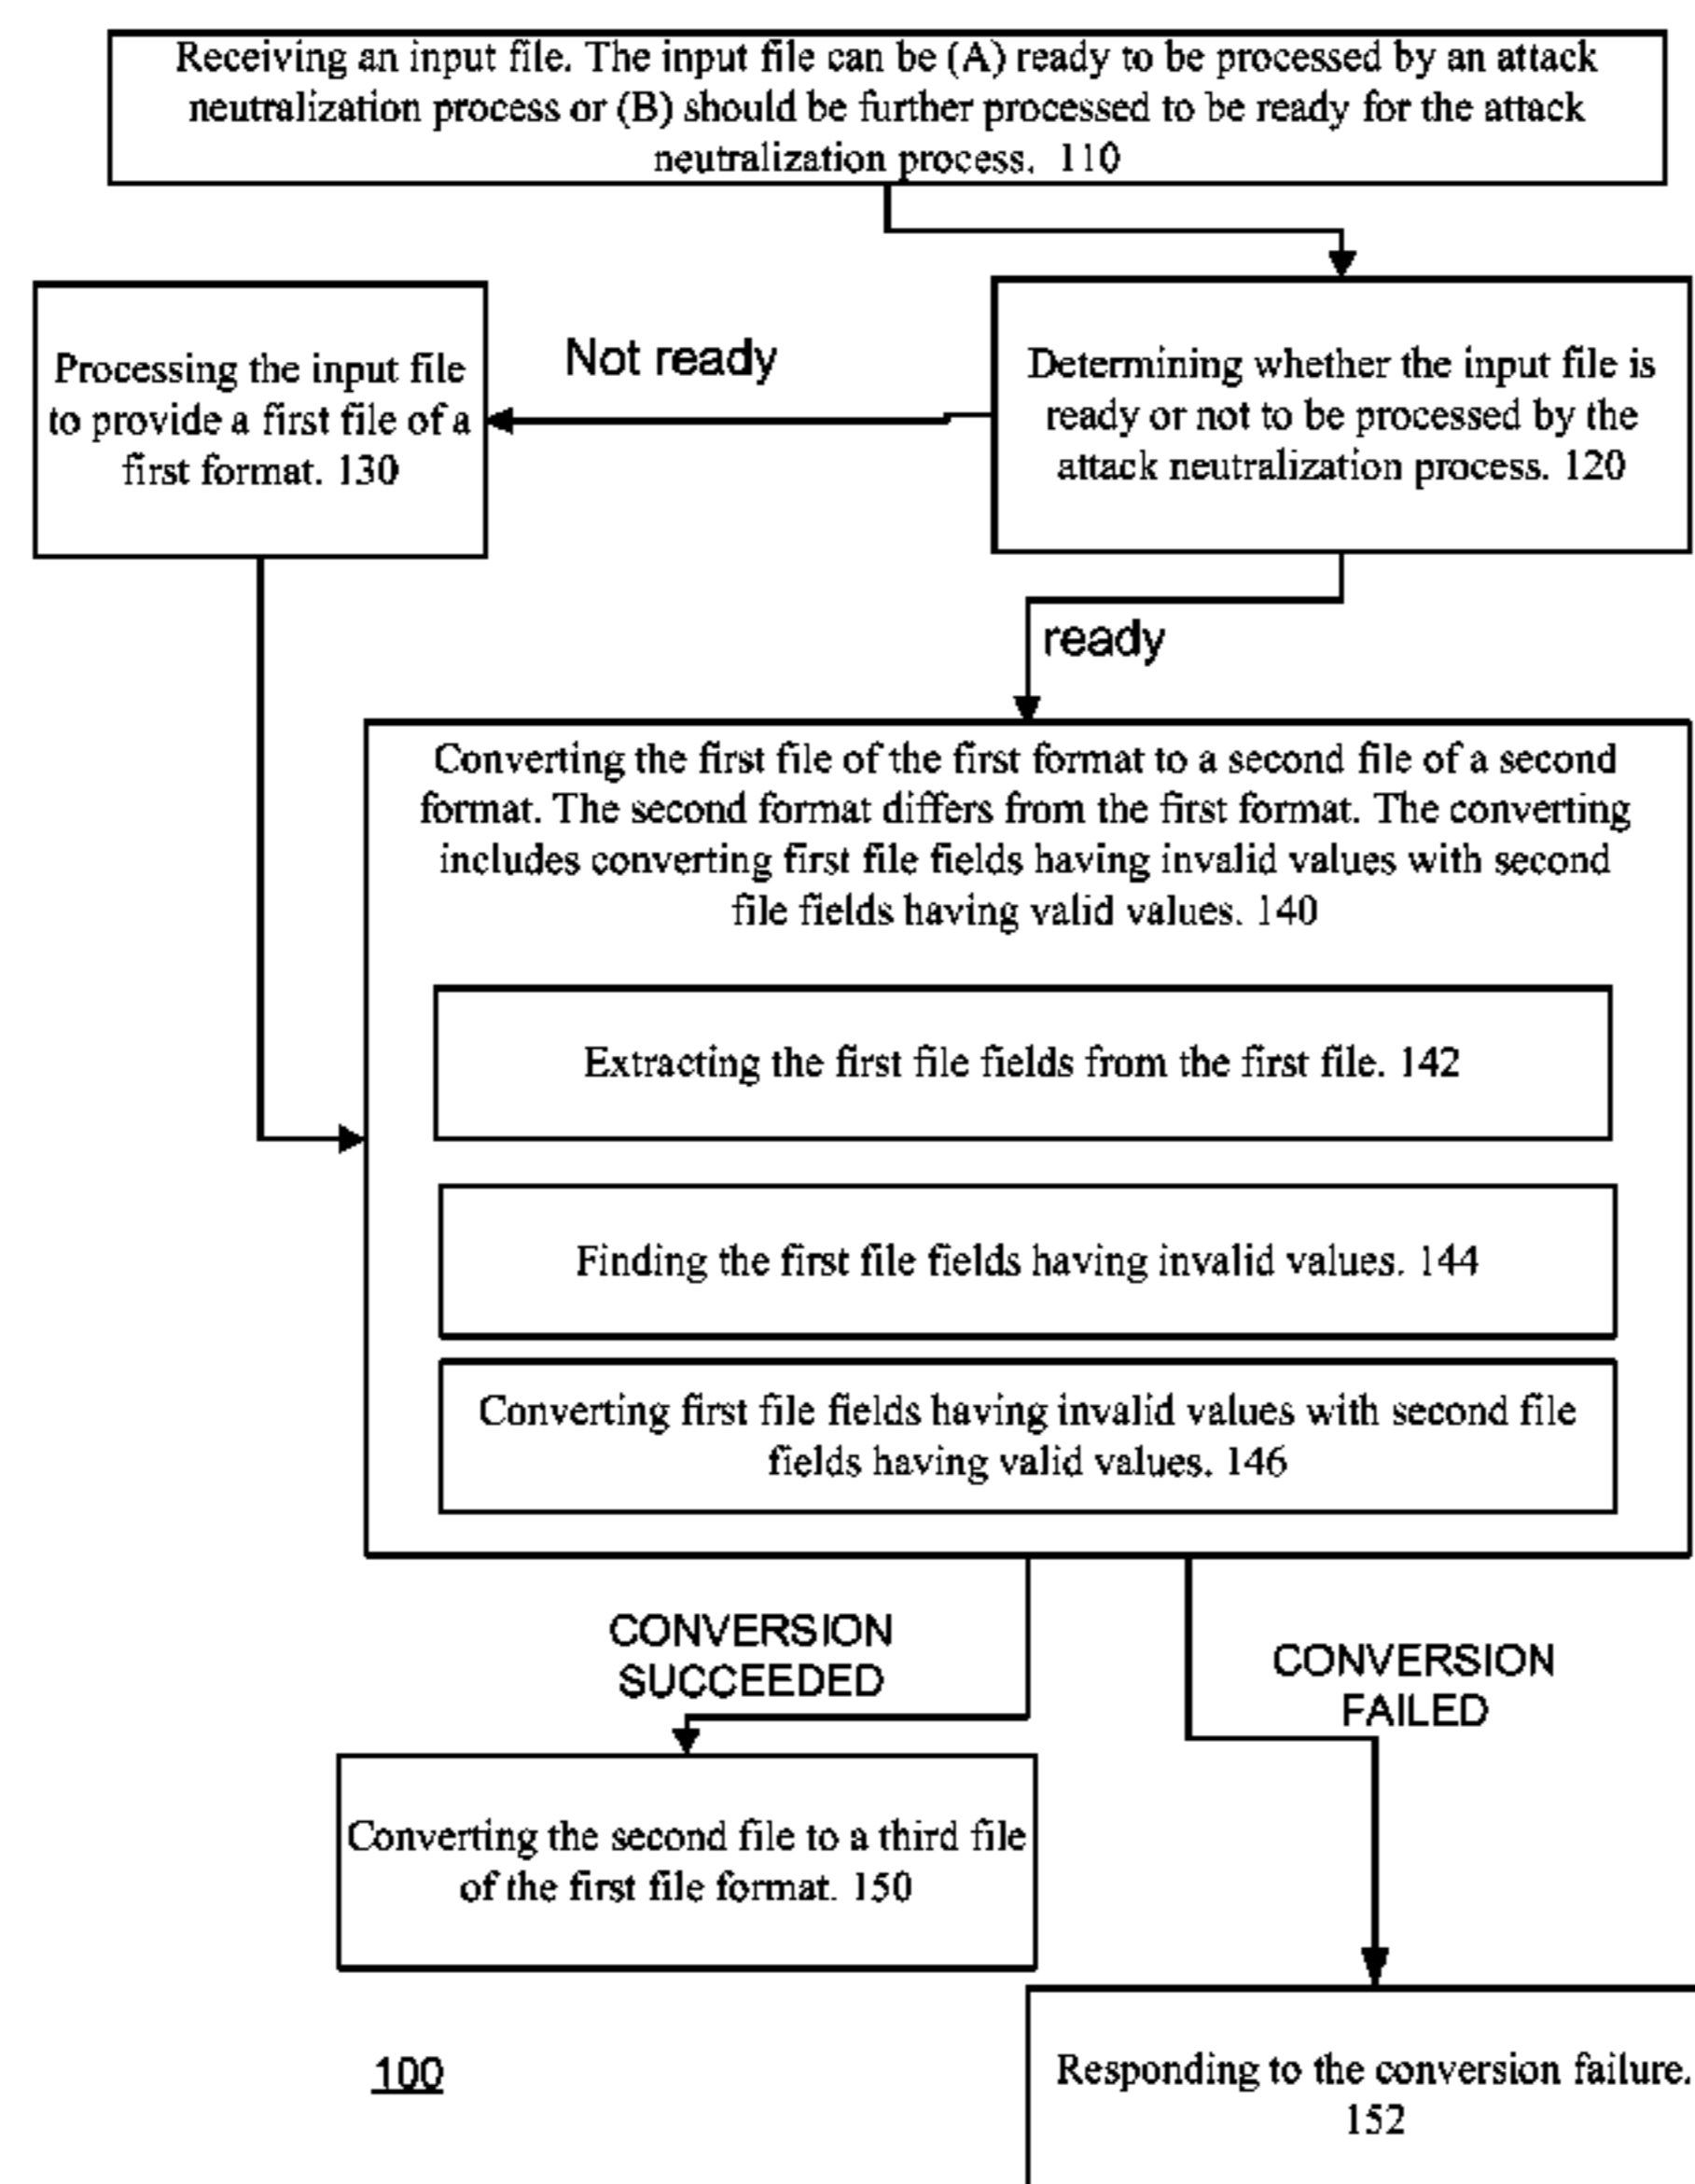 Receiving an input file. The input file can be (A) ready to be processed by an attack
neutralization process or (B) should be further processed to be ready for the attack
neutralization process. 110
Not ready
Processing the input file
to provide a first file of a
first format. 130
Determining whether the input file is
ready or not to be processed by the
attack neutralization process. 120
ready
Converting the first file of the first format to a second file of a second
format. The second format differs from the first format. The converting
includes converting first file fields having invalid values with second
file fields having valid values. 140
Extracting the first file fields from the first file. 142
Finding the first file fields having invalid values. 144
Converting first file fields having invalid values with second file
fields having valid values. 146
CONVERSION
SUCCEEDED
CONVERSION
FAILED
Converting the second file to a third file
of the first file format. 150
Responding to the conversion failure.
152
100